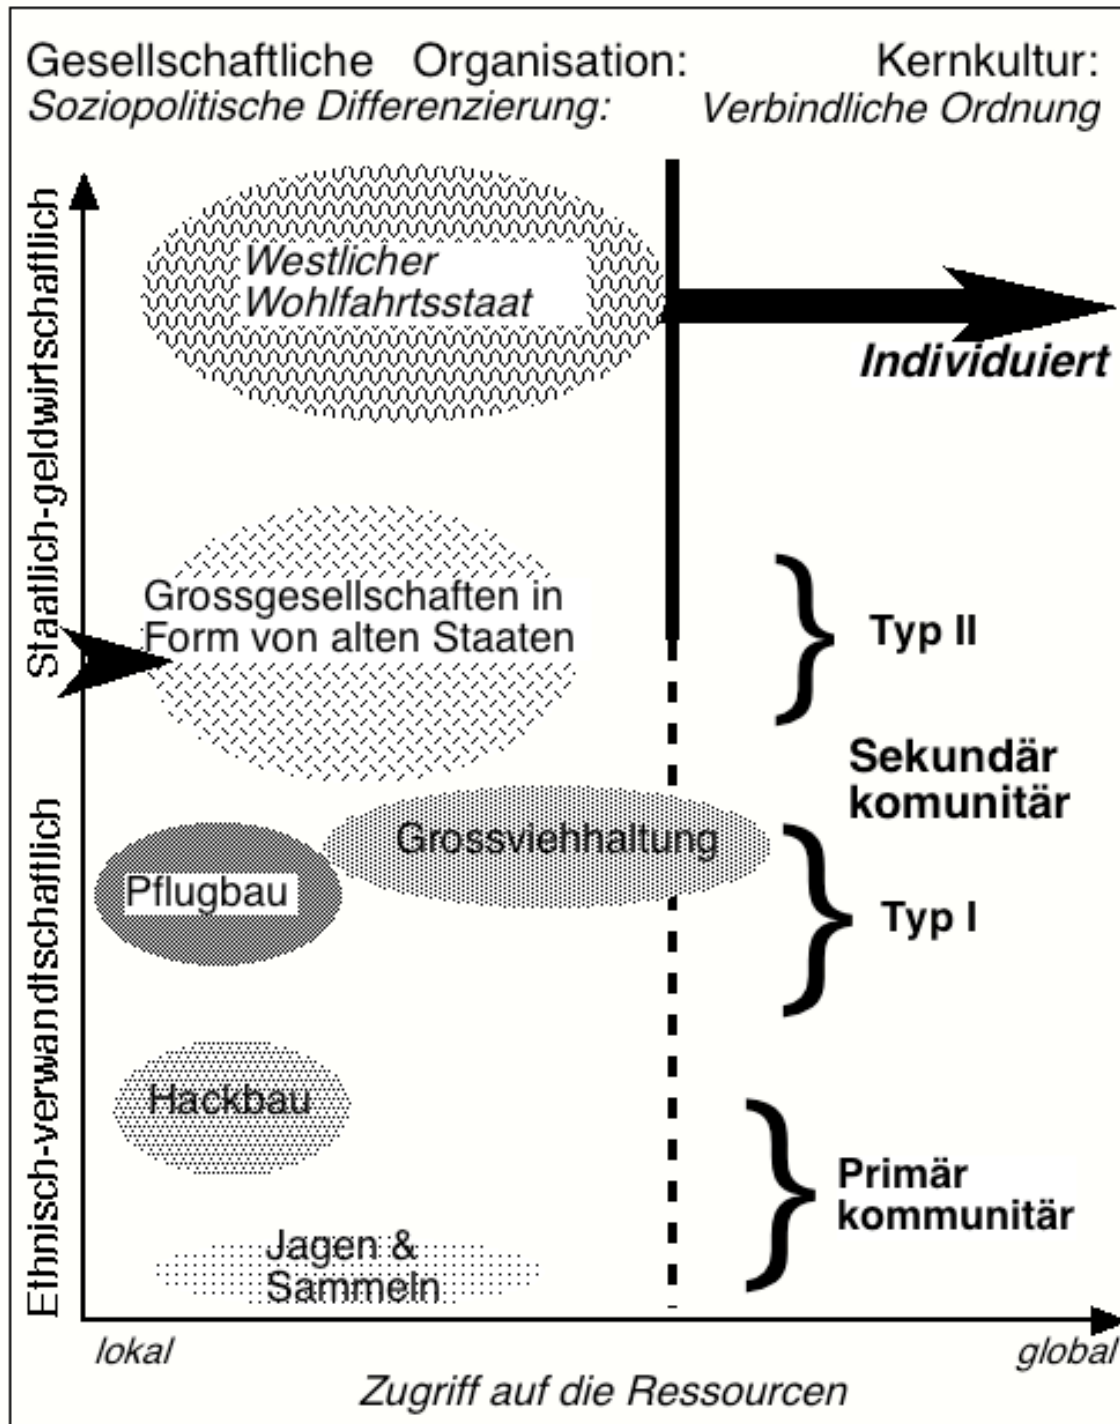 Gesellschaftliche Organisation:
Kernkultur:
Soziopolitische Differenzierung:
Verbindliche Ordnung
Staatlich-geldwirtschaftlich
Westlicher
Wohlfahrtsstaat
Individuiert
Grossgesellschaften in
Form von alten Staaten
Typ II
Sekundär
komunitär
Ethnisch-verwandtschaftlich
Grossviehhaltung
Pflugbau
Typ I
Hackbau
Primär
kommunitär
Jagen &
Sammeln
lokal
global
Zugriff auf die Ressourcen